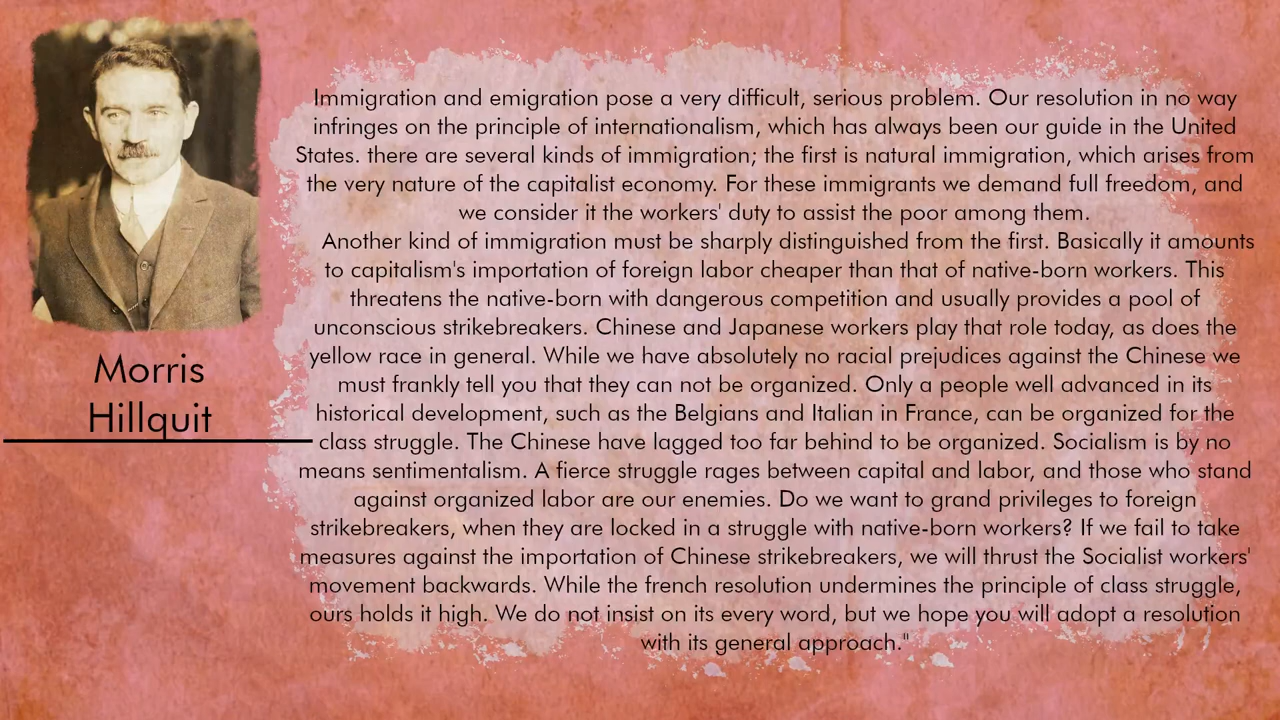 Morris
Hillquit
Immigration and emigration pose a very difficult, serious problem. Our resolution in no way
infringes on the principle of internationalism, which has always been our guide in the United
States. there are several kinds of immigration; the first is natural immigration, which arises from
the very nature of the capitalist economy. For these immigrants we demand full freedom, and
we consider it the workers' duty to assist the poor among them.
Another kind of immigration must be sharply distinguished from the first. Basically it amounts
to capitalism's importation of foreign labor cheaper than that of native-born workers. This
threatens the native-born with dangerous competition and usually provides a pool of
unconscious strikebreakers. Chinese and Japanese workers play that role today, as does the
yellow race in general. While we have absolutely no racial prejudices against the Chinese we
must frankly tell you that they can not be organized. Only a people well advanced in its
historical development, such as the Belgians and Italian in France, can be organized for the
class struggle. The Chinese have lagged too far behind to be organized. Socialism is by no
means sentimentalism. A fierce struggle rages between capital and labor, and those who stand
against organized labor are our enemies. Do we want to grand privileges to foreign
strikebreakers, when they are locked in a struggle with native-born workers? If we fail to take
measures against the importation of Chinese strikebreakers, we will thrust the Socialist workers'
movement backwards. While the french resolution undermines the principle of class struggle,
ours holds it high. We do not insist on its every word, but we hope you will adopt a resolution
with its general approach."